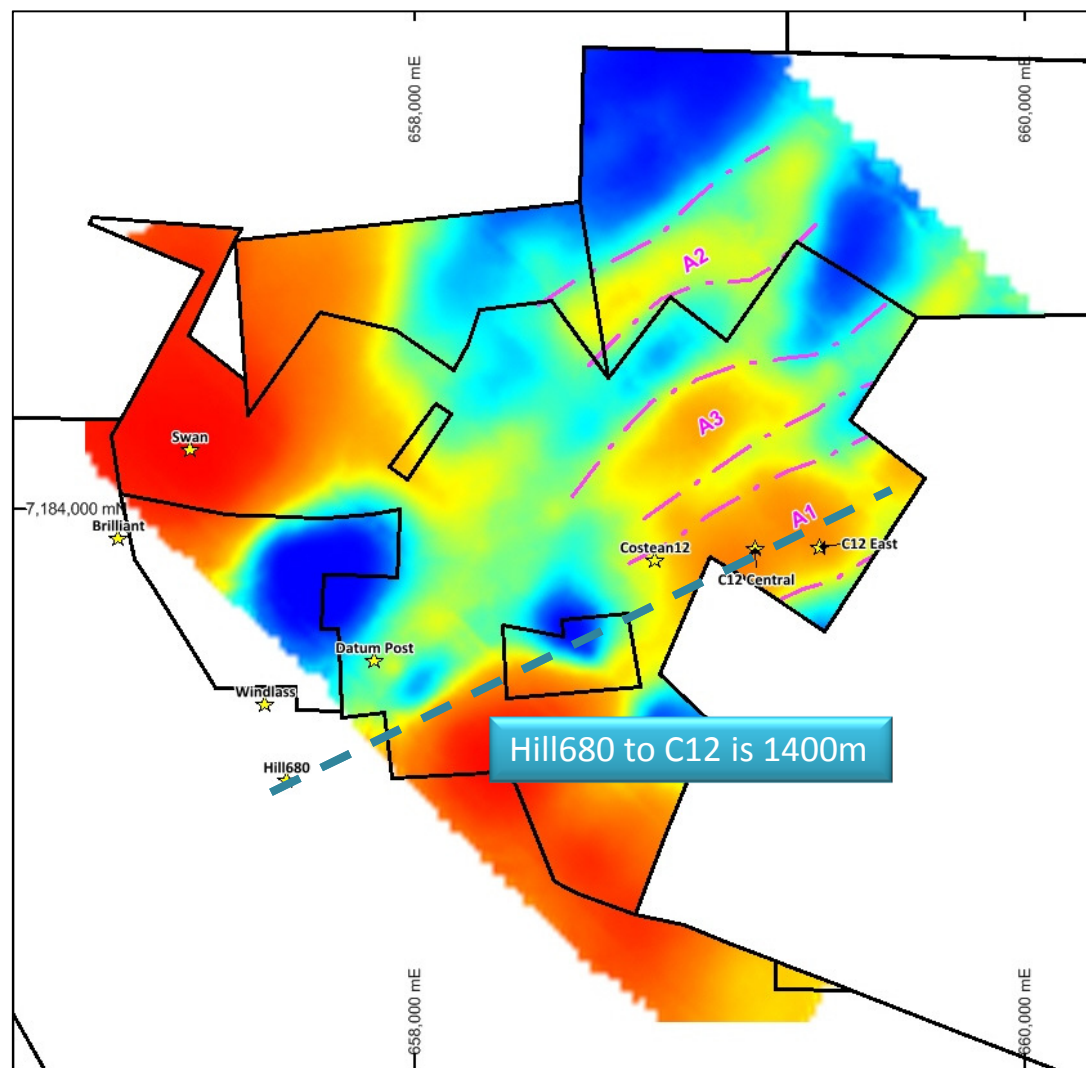 658,000 mE
660,000 mE
A2
A3
Swan
7,184,000 mN
Brilliant
A1
Costean12
C12 East
C12 Central
Datum Post
Windlass
Hill680 to C12 is 1400m
Hill680
658,000 mE
660,000 mE